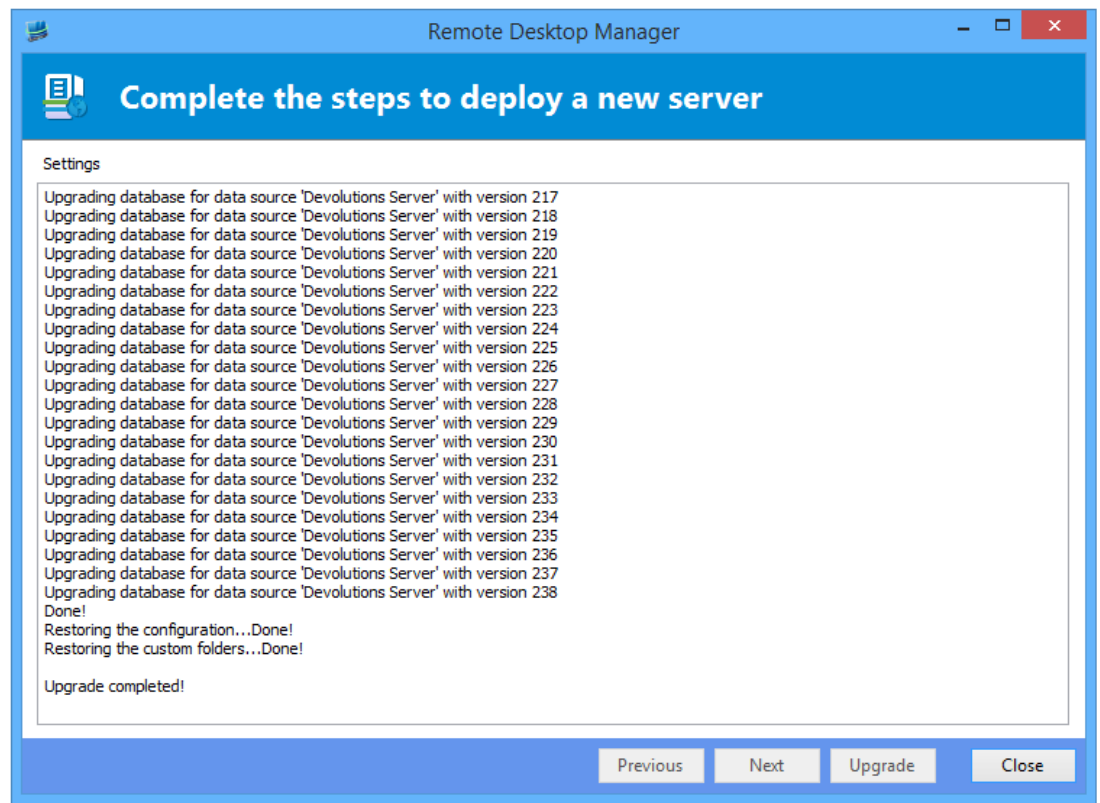 Remote Desktop Manager
Complete the steps to deploy a new server
Settings
Upgrading database for data source 'Devolutions Server' with version 217
Upgrading database for data source 'Devolutions Server' with version 218
Upgrading database for data source 'Devolutions Server' with version 219
Upgrading database for data source 'Devolutions Server' with version 220
Upgrading database for data source 'Devolutions Server' with version 221
Upgrading database for data source 'Devolutions Server' with version 222
Upgrading database for data source 'Devolutions Server' with version 223
Upgrading database for data source 'Devolutions Server' with version 224
Upgrading database for data source 'Devolutions Server' with version 225
Upgrading database for data source 'Devolutions Server' with version 226
Upgrading database for data source 'Devolutions Server' with version 227
Upgrading database for data source 'Devolutions Server' with version 228
Upgrading database for data source 'Devolutions Server' with version 229
Upgrading database for data source 'Devolutions Server' with version 230
Upgrading database for data source 'Devolutions Server' with version 231
Upgrading database for data source 'Devolutions Server' with version 232
Upgrading database for data source 'Devolutions Server' with version 233
Upgrading database for data source 'Devolutions Server' with version 234
Upgrading database for data source 'Devolutions Server' with version 235
Upgrading database for data source 'Devolutions Server' with version 236
Upgrading database for data source 'Devolutions Server' with version 237
Upgrading database for data source 'Devolutions Server' with version 238
Done!
Restoring the configuration...Done!
Restoring the custom folders...Done!
Upgrade completed!
Previous Next Upgrade Close